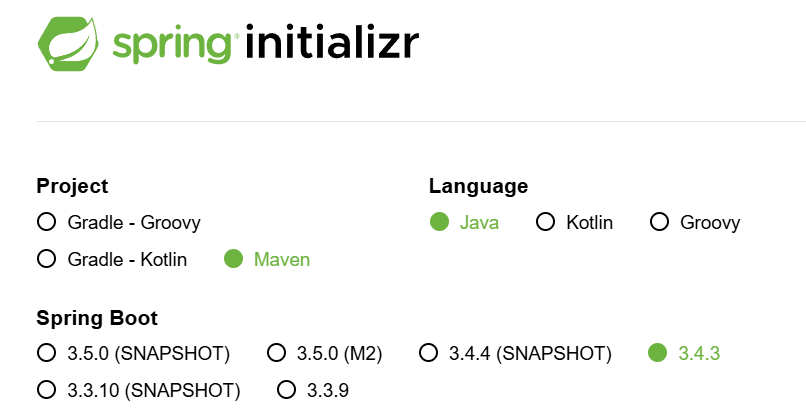 spring initializr
Project
Language
Gradle - Groovy
Java Kotlin Groovy
Gradle - Kotlin Maven
Spring Boot
3.5.0 (SNAPSHOT) 3.5.0 (M2) 3.4.4 (SNAPSHOT) 3.4.3
3.3.10 (SNAPSHOT) 3.3.9